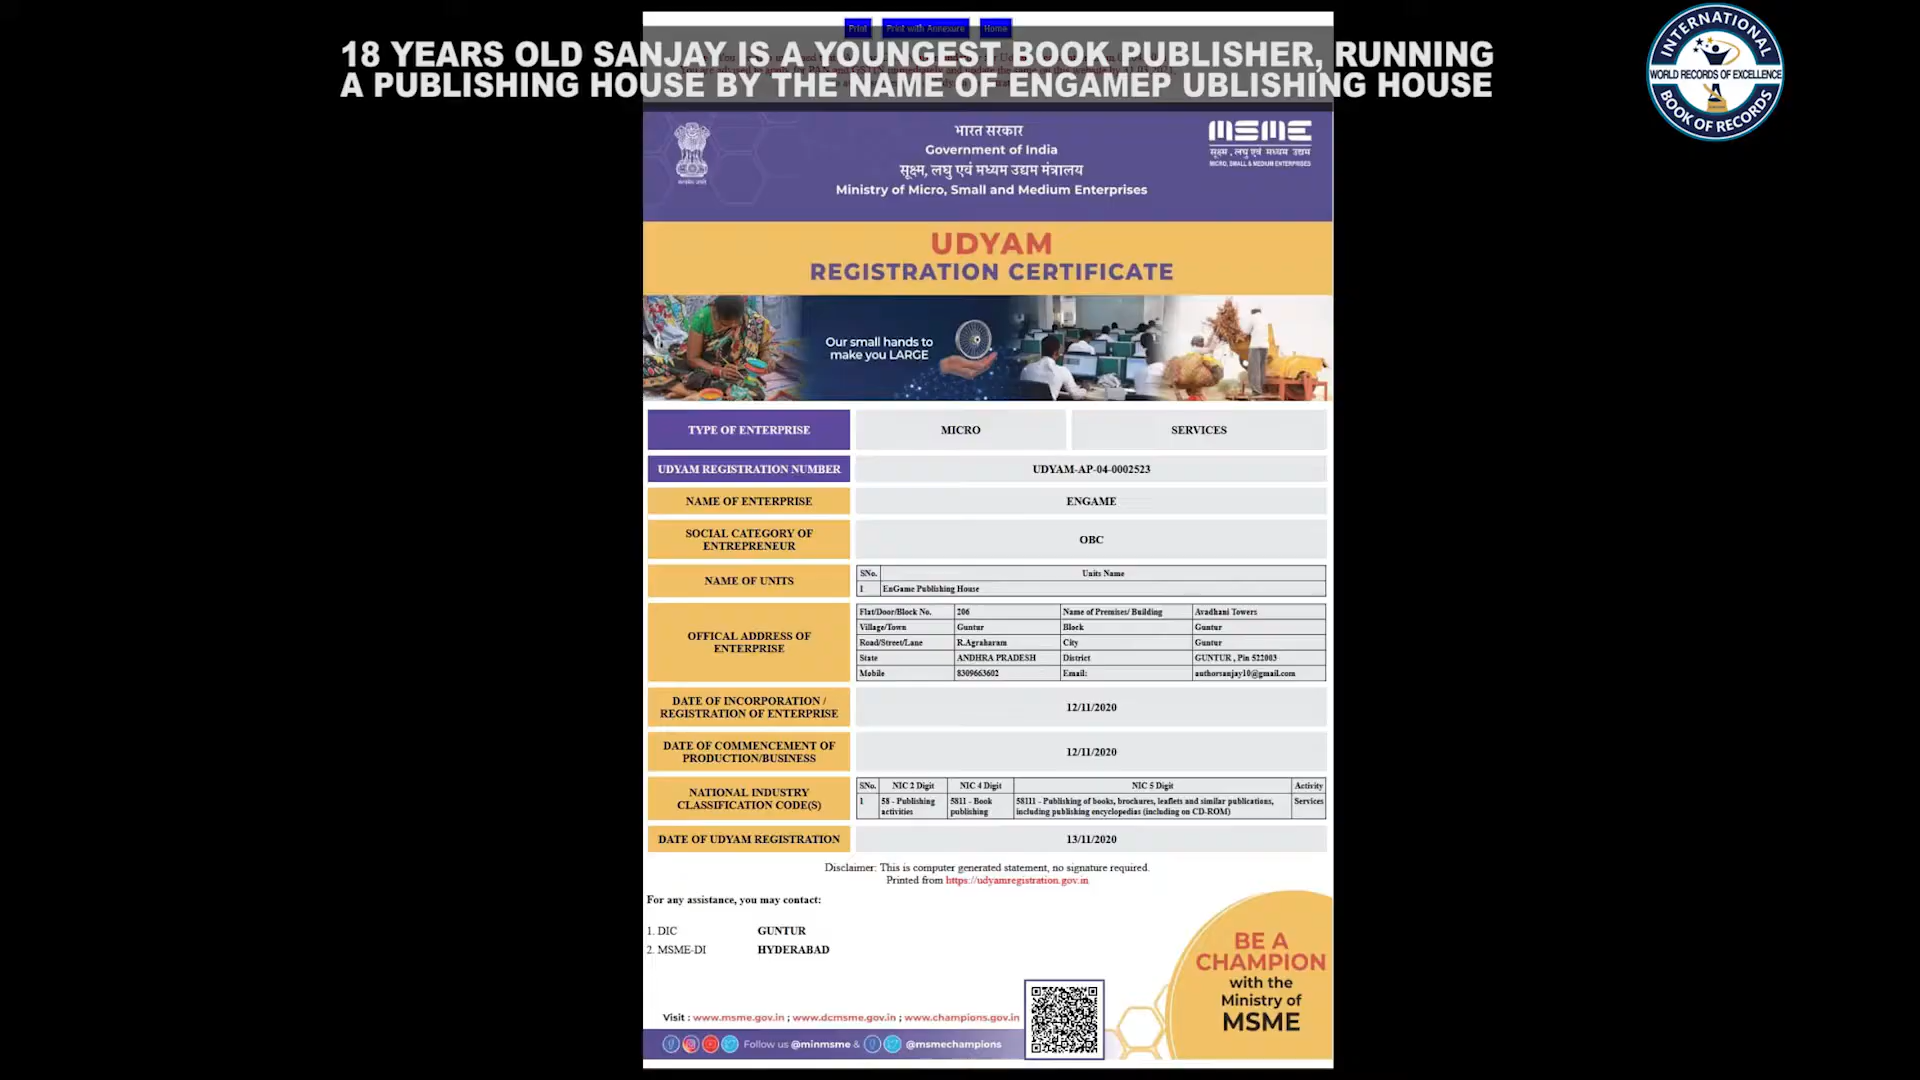 Print Print with Annexure Home
18 YEARS OLD SANJAY IS A YOUNGEST BOOK PUBLISHER, RUNNING
A PUBLISHING HOUSE BY THE NAME OF ENGAMEP UBLISHING HOUSE
INTERNATIONAL
WORLD RECORDS OF EXCELLENCE
BOOK OF RECORDS
भारत सरकार
Government of India
सूक्ष्म, लघु एवं मध्यम उद्यम मंत्रालय
Ministry of Micro, Small and Medium Enterprises
MSME
सूक्ष्म, लघु एवं मध्यम उद्यम
MICRO, SMALL & MEDIUM ENTERPRISES
UDYAM
REGISTRATION CERTIFICATE
Our small hands to
make you LARGE
TYPE OF ENTERPRISE MICRO SERVICES
UDYAM REGISTRATION NUMBER UDYAM-AP-04-0002523
NAME OF ENTERPRISE ENGAME
SOCIAL CATEGORY OF
ENTREPRENEUR
OBC
NAME OF UNITS
SNo. Units Name
1 EnGame Publishing House
OFFICAL ADDRESS OF
ENTERPRISE
Flat/Door/Block No. 206 Name of Premises/ Building Avadhani Towers
Village/Town Guntur Block Guntur
Road/Street/Lane R.Agraharam City Guntur
State ANDHRA PRADESH District GUNTUR , Pin 522003
Mobile 8309663602 Email: authorsanjay10@gmail.com
DATE OF INCORPORATION /
REGISTRATION OF ENTERPRISE
12/11/2020
DATE OF COMMENCEMENT OF
PRODUCTION/BUSINESS
12/11/2020
NATIONAL INDUSTRY
CLASSIFICATION CODE(S)
SNo. NIC 2 Digit NIC 4 Digit NIC 5 Digit Activity
1 58 - Publishing 5811 - Book 58111 - Publishing of books, brochures, leaflets and similar publications, Services
activities publishing including publishing encyclopedias (including on CD-ROM)
DATE OF UDYAM REGISTRATION 13/11/2020
Disclaimer: This is computer generated statement, no signature required.
Printed from https://udyamregistration.gov.in
For any assistance, you may contact:
1. DIC GUNTUR
2. MSME-DI HYDERABAD
BE A
CHAMPION
with the
Ministry of
MSME
Visit : www.msme.gov.in ; www.dcmsme.gov.in ; www.champions.gov.in
Follow us @minmsme & @msmechampions